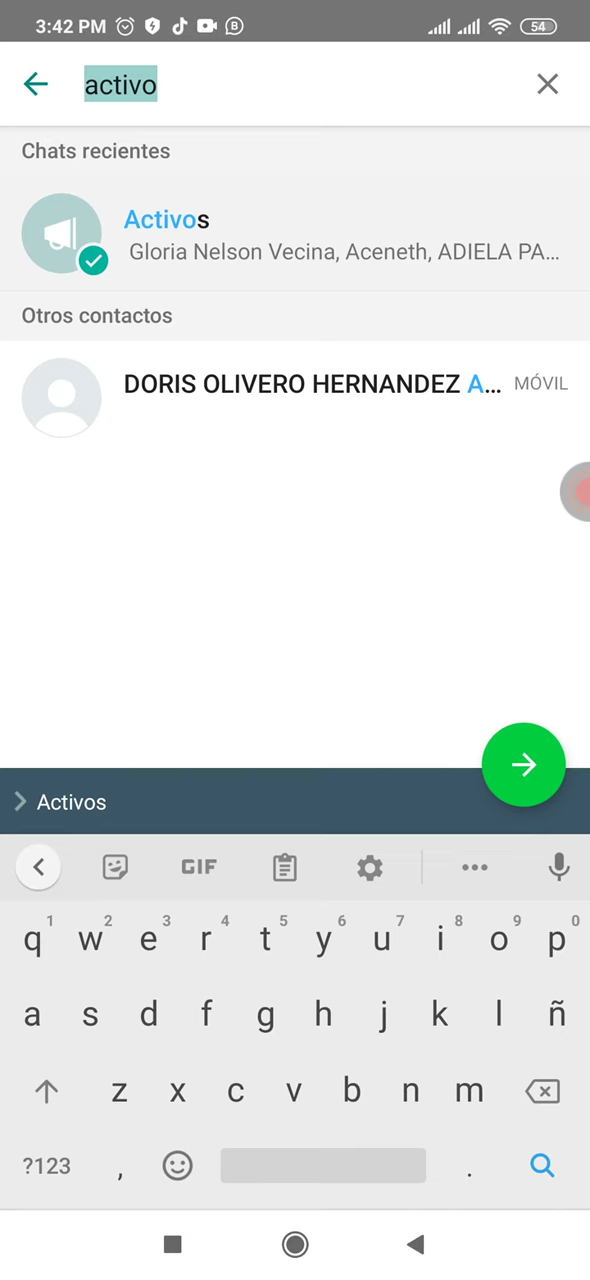 3:42 PM 54
activo
Chats recientes
Activos
Gloria Nelson Vecina, Aceneth, ADIELA PA...
Otros contactos
DORIS OLIVERO HERNANDEZ A... MÓVIL
Activos
GIF
1 2 3 4 5 6 7 8 9 0
q w e r t y u i o p
a s d f g h j k l ñ
z x c v b n m
?123 , .